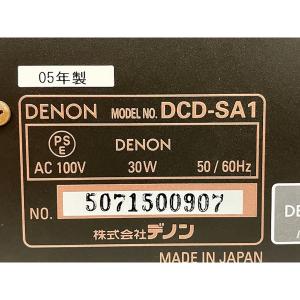 05年製
DENON MODEL NO. DCD-SA1
PS E DENON
AC 100V 30W 50/60Hz
NO. 5071500907
株式会社デノン
MADE IN JAPAN
DE